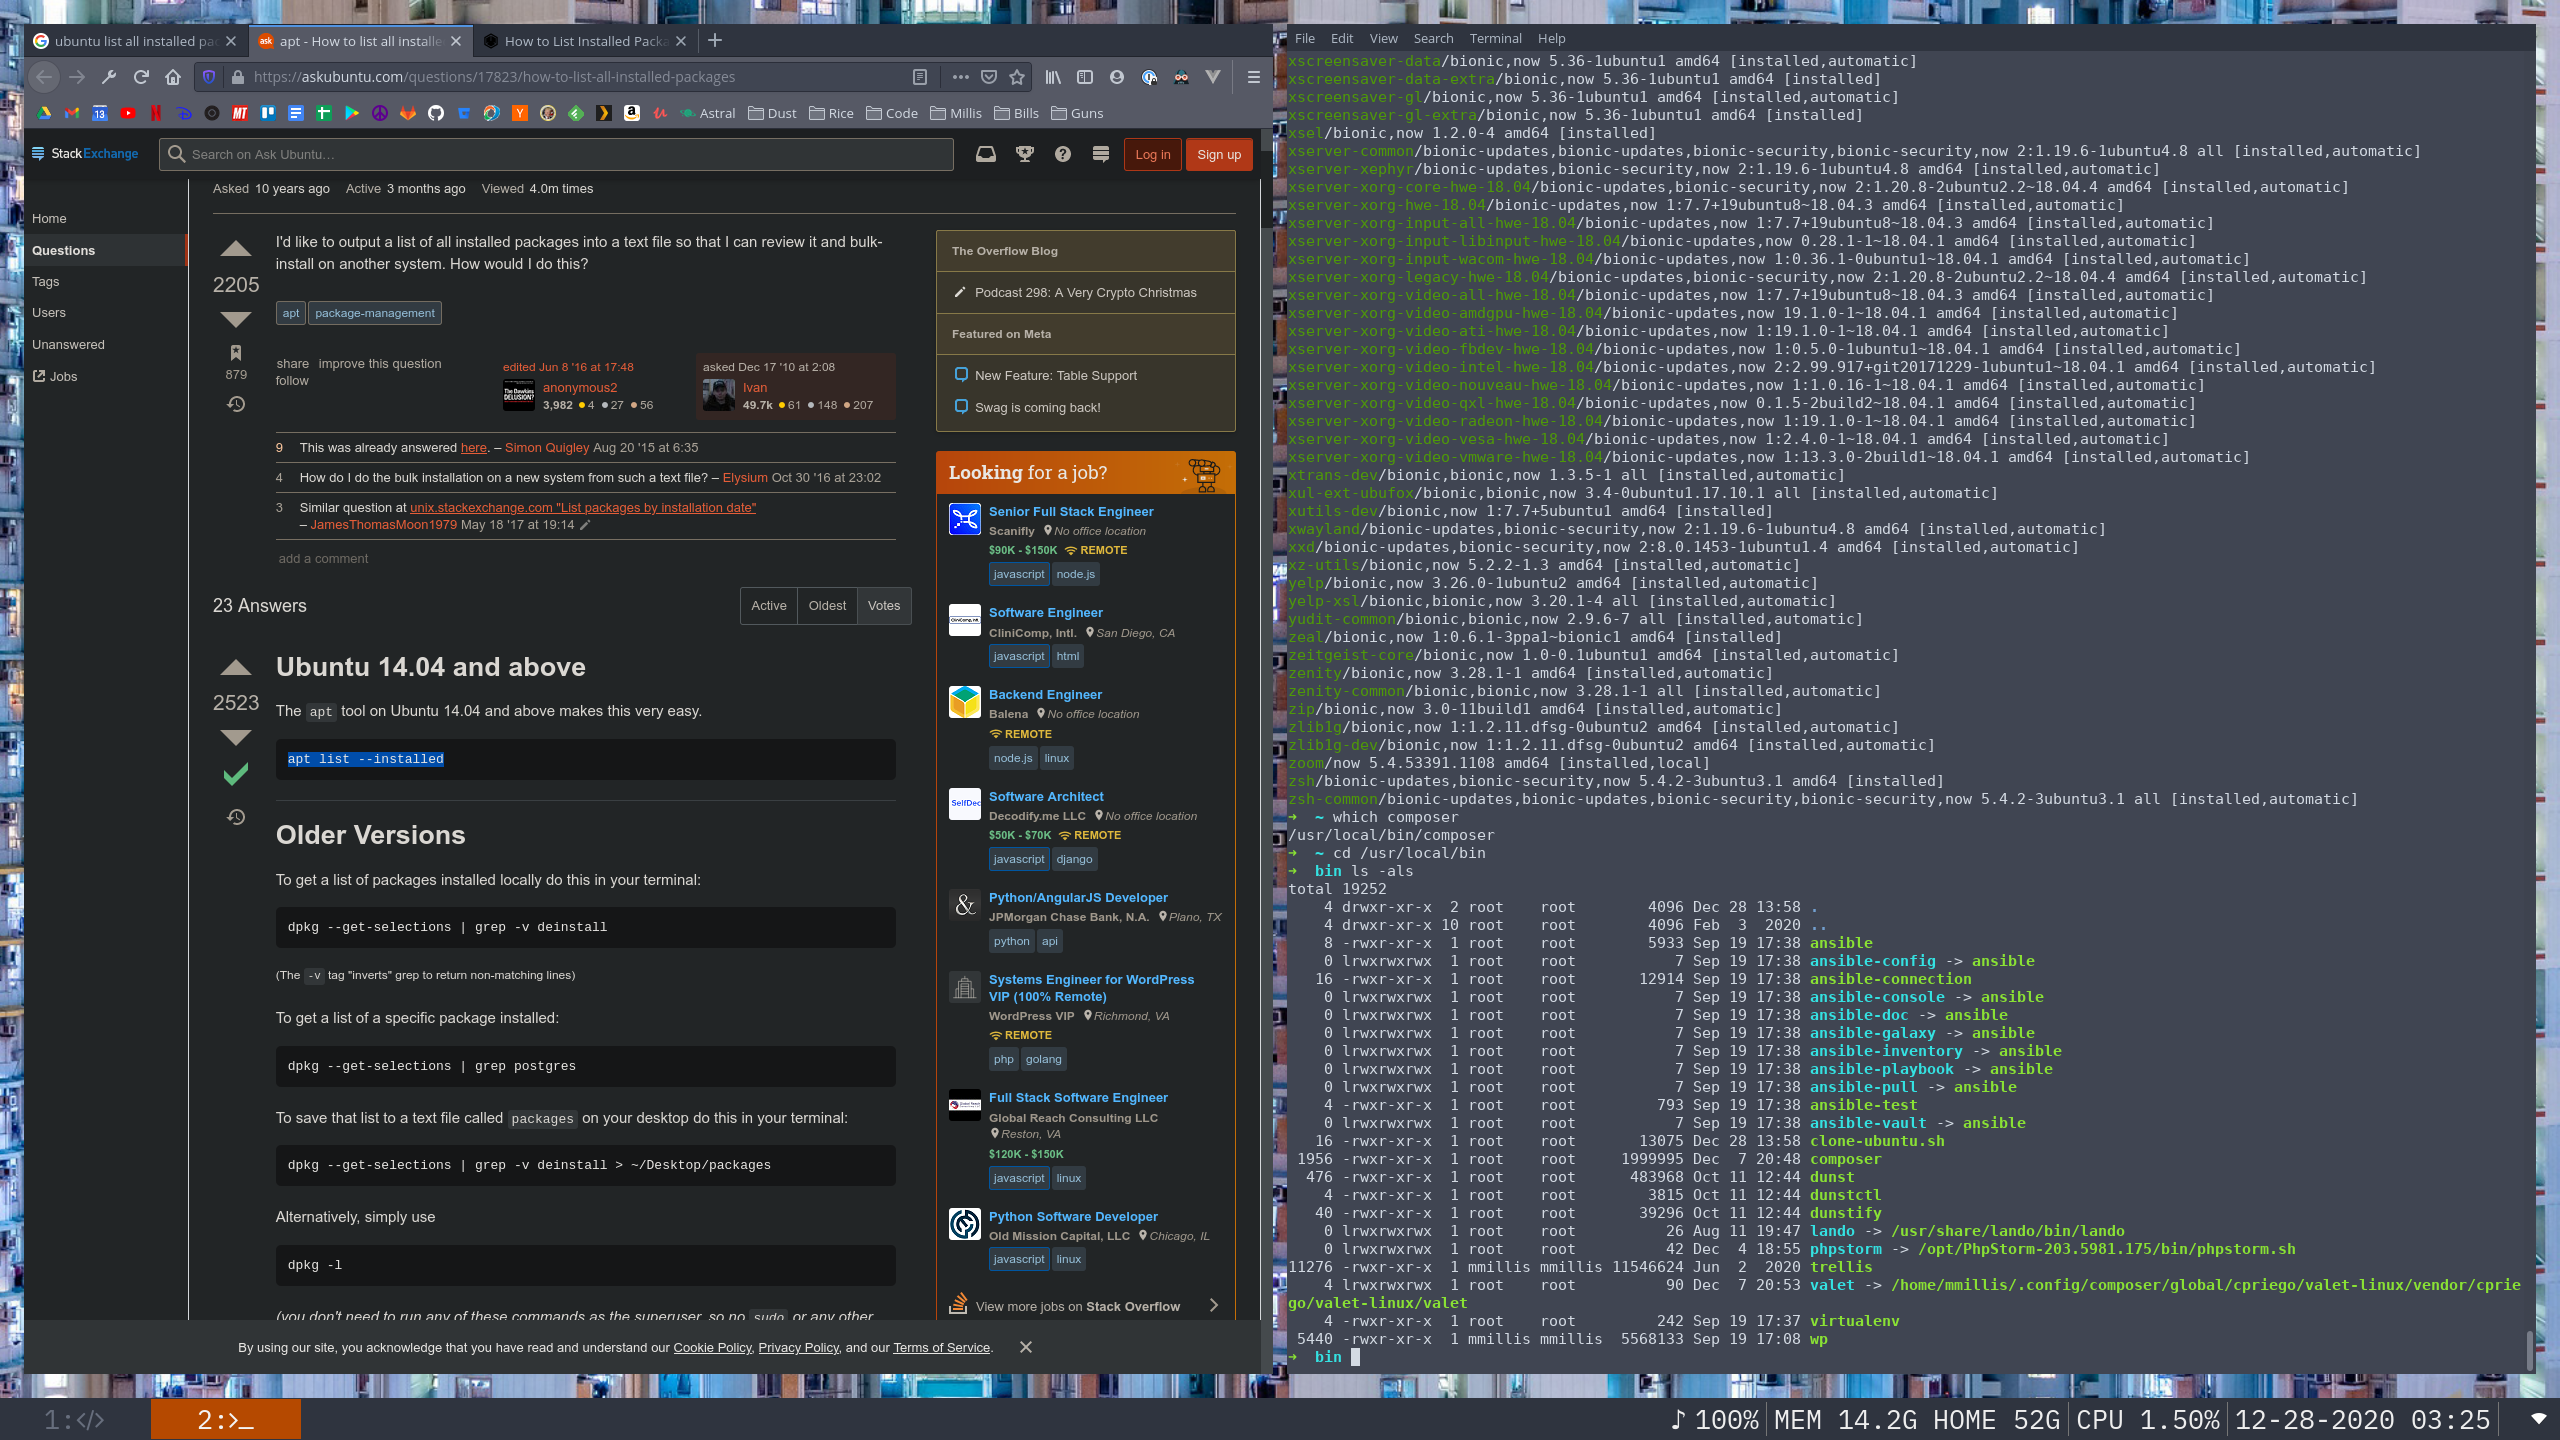 ubuntu list all installed pac
apt - How to list all installe
How to List Installed Packa
https://askubuntu.com/questions/17823/how-to-list-all-installed-packages
Astral Dust Rice Code Millis Bills Guns
StackExchange
Search on Ask Ubuntu…
Log in
Sign up
Asked 10 years ago Active 3 months ago Viewed 4.0m times
Home
Questions
Tags
Users
Unanswered
Jobs
2205
879
I'd like to output a list of all installed packages into a text file so that I can review it and bulk-
install on another system. How would I do this?
apt package-management
share improve this question
follow
edited Jun 8 '16 at 17:48
anonymous2
3,982 4 27 56
asked Dec 17 '10 at 2:08
Ivan
49.7k 61 148 207
9 This was already answered here. – Simon Quigley Aug 20 '15 at 6:35
4 How do I do the bulk installation on a new system from such a text file? – Elysium Oct 30 '16 at 23:02
3 Similar question at unix.stackexchange.com "List packages by installation date"
– JamesThomasMoon1979 May 18 '17 at 19:14
add a comment
23 Answers
Active Oldest Votes
2523
Ubuntu 14.04 and above
The apt tool on Ubuntu 14.04 and above makes this very easy.
apt list --installed
Older Versions
To get a list of packages installed locally do this in your terminal:
dpkg --get-selections | grep -v deinstall
(The -v tag "inverts" grep to return non-matching lines)
To get a list of a specific package installed:
dpkg --get-selections | grep postgres
To save that list to a text file called packages on your desktop do this in your terminal:
dpkg --get-selections | grep -v deinstall > ~/Desktop/packages
Alternatively, simply use
dpkg -l
(you don't need to run any of these commands as the superuser, so no sudo or any other
The Overflow Blog
Podcast 298: A Very Crypto Christmas
Featured on Meta
New Feature: Table Support
Swag is coming back!
Looking for a job?
Senior Full Stack Engineer
Scanifly No office location
$90K - $150K REMOTE
javascript node.js
Software Engineer
CliniComp, Intl. San Diego, CA
javascript html
Backend Engineer
Balena No office location
REMOTE
node.js linux
Software Architect
Decodify.me LLC No office location
$50K - $70K REMOTE
javascript django
Python/AngularJS Developer
JPMorgan Chase Bank, N.A. Plano, TX
python api
Systems Engineer for WordPress
VIP (100% Remote)
WordPress VIP Richmond, VA
REMOTE
php golang
Full Stack Software Engineer
Global Reach Consulting LLC
Reston, VA
$120K - $150K
javascript linux
Python Software Developer
Old Mission Capital, LLC Chicago, IL
javascript linux
View more jobs on Stack Overflow
By using our site, you acknowledge that you have read and understand our Cookie Policy, Privacy Policy, and our Terms of Service.
File Edit View Search Terminal Help
xscreensaver-data/bionic,now 5.36-1ubuntu1 amd64 [installed,automatic]
xscreensaver-data-extra/bionic,now 5.36-1ubuntu1 amd64 [installed]
xscreensaver-gl/bionic,now 5.36-1ubuntu1 amd64 [installed,automatic]
xscreensaver-gl-extra/bionic,now 5.36-1ubuntu1 amd64 [installed]
xsel/bionic,now 1.2.0-4 amd64 [installed]
xserver-common/bionic-updates,bionic-updates,bionic-security,bionic-security,now 2:1.19.6-1ubuntu4.8 all [installed,automatic]
xserver-xephyr/bionic-updates,bionic-security,now 2:1.19.6-1ubuntu4.8 amd64 [installed,automatic]
xserver-xorg-core-hwe-18.04/bionic-updates,bionic-security,now 2:1.20.8-2ubuntu2.2~18.04.4 amd64 [installed,automatic]
xserver-xorg-hwe-18.04/bionic-updates,now 1:7.7+19ubuntu8~18.04.3 amd64 [installed,automatic]
xserver-xorg-input-all-hwe-18.04/bionic-updates,now 1:7.7+19ubuntu8~18.04.3 amd64 [installed,automatic]
xserver-xorg-input-libinput-hwe-18.04/bionic-updates,now 0.28.1-1~18.04.1 amd64 [installed,automatic]
xserver-xorg-input-wacom-hwe-18.04/bionic-updates,now 1:0.36.1-0ubuntu1~18.04.1 amd64 [installed,automatic]
xserver-xorg-legacy-hwe-18.04/bionic-updates,bionic-security,now 2:1.20.8-2ubuntu2.2~18.04.4 amd64 [installed,automatic]
xserver-xorg-video-all-hwe-18.04/bionic-updates,now 1:7.7+19ubuntu8~18.04.3 amd64 [installed,automatic]
xserver-xorg-video-amdgpu-hwe-18.04/bionic-updates,now 19.1.0-1~18.04.1 amd64 [installed,automatic]
xserver-xorg-video-ati-hwe-18.04/bionic-updates,now 1:19.1.0-1~18.04.1 amd64 [installed,automatic]
xserver-xorg-video-fbdev-hwe-18.04/bionic-updates,now 1:0.5.0-1ubuntu1~18.04.1 amd64 [installed,automatic]
xserver-xorg-video-intel-hwe-18.04/bionic-updates,now 2:2.99.917+git20171229-1ubuntu1~18.04.1 amd64 [installed,automatic]
xserver-xorg-video-nouveau-hwe-18.04/bionic-updates,now 1:1.0.16-1~18.04.1 amd64 [installed,automatic]
xserver-xorg-video-qxl-hwe-18.04/bionic-updates,now 0.1.5-2build2~18.04.1 amd64 [installed,automatic]
xserver-xorg-video-radeon-hwe-18.04/bionic-updates,now 1:19.1.0-1~18.04.1 amd64 [installed,automatic]
xserver-xorg-video-vesa-hwe-18.04/bionic-updates,now 1:2.4.0-1~18.04.1 amd64 [installed,automatic]
xserver-xorg-video-vmware-hwe-18.04/bionic-updates,now 1:13.3.0-2build1~18.04.1 amd64 [installed,automatic]
xtrans-dev/bionic,bionic,now 1.3.5-1 all [installed,automatic]
xul-ext-ubufox/bionic,bionic,now 3.4-0ubuntu1.17.10.1 all [installed,automatic]
xutils-dev/bionic,now 1:7.7+5ubuntu1 amd64 [installed]
xwayland/bionic-updates,bionic-security,now 2:1.19.6-1ubuntu4.8 amd64 [installed,automatic]
xxd/bionic-updates,bionic-security,now 2:8.0.1453-1ubuntu1.4 amd64 [installed,automatic]
xz-utils/bionic,now 5.2.2-1.3 amd64 [installed,automatic]
yelp/bionic,now 3.26.0-1ubuntu2 amd64 [installed,automatic]
yelp-xsl/bionic,bionic,now 3.20.1-4 all [installed,automatic]
yudit-common/bionic,bionic,now 2.9.6-7 all [installed,automatic]
zeal/bionic,now 1:0.6.1-3ppa1~bionic1 amd64 [installed]
zeitgeist-core/bionic,now 1.0-0.1ubuntu1 amd64 [installed,automatic]
zenity/bionic,now 3.28.1-1 amd64 [installed,automatic]
zenity-common/bionic,bionic,now 3.28.1-1 all [installed,automatic]
zip/bionic,now 3.0-11build1 amd64 [installed,automatic]
zlib1g/bionic,now 1:1.2.11.dfsg-0ubuntu2 amd64 [installed,automatic]
zlib1g-dev/bionic,now 1:1.2.11.dfsg-0ubuntu2 amd64 [installed,automatic]
zoom/now 5.4.53391.1108 amd64 [installed,local]
zsh/bionic-updates,bionic-security,now 5.4.2-3ubuntu3.1 amd64 [installed]
zsh-common/bionic-updates,bionic-updates,bionic-security,bionic-security,now 5.4.2-3ubuntu3.1 all [installed,automatic]
➜ ~ which composer
/usr/local/bin/composer
➜ ~ cd /usr/local/bin
➜ bin ls -als
total 19252
4 drwxr-xr-x 2 root root 4096 Dec 28 13:58 .
4 drwxr-xr-x 10 root root 4096 Feb 3 2020 ..
8 -rwxr-xr-x 1 root root 5933 Sep 19 17:38 ansible
0 lrwxrwxrwx 1 root root 7 Sep 19 17:38 ansible-config -> ansible
16 -rwxr-xr-x 1 root root 12914 Sep 19 17:38 ansible-connection
0 lrwxrwxrwx 1 root root 7 Sep 19 17:38 ansible-console -> ansible
0 lrwxrwxrwx 1 root root 7 Sep 19 17:38 ansible-doc -> ansible
0 lrwxrwxrwx 1 root root 7 Sep 19 17:38 ansible-galaxy -> ansible
0 lrwxrwxrwx 1 root root 7 Sep 19 17:38 ansible-inventory -> ansible
0 lrwxrwxrwx 1 root root 7 Sep 19 17:38 ansible-playbook -> ansible
0 lrwxrwxrwx 1 root root 7 Sep 19 17:38 ansible-pull -> ansible
4 -rwxr-xr-x 1 root root 793 Sep 19 17:38 ansible-test
0 lrwxrwxrwx 1 root root 7 Sep 19 17:38 ansible-vault -> ansible
16 -rwxr-xr-x 1 root root 13075 Dec 28 13:58 clone-ubuntu.sh
1956 -rwxr-xr-x 1 root root 1999995 Dec 7 20:48 composer
476 -rwxr-xr-x 1 root root 483968 Oct 11 12:44 dunst
4 -rwxr-xr-x 1 root root 3815 Oct 11 12:44 dunstctl
40 -rwxr-xr-x 1 root root 39296 Oct 11 12:44 dunstify
0 lrwxrwxrwx 1 root root 26 Aug 11 19:47 lando -> /usr/share/lando/bin/lando
0 lrwxrwxrwx 1 root root 42 Dec 4 18:55 phpstorm -> /opt/PhpStorm-203.5981.175/bin/phpstorm.sh
11276 -rwxr-xr-x 1 mmillis mmillis 11546624 Jun 2 2020 trellis
4 lrwxrwxrwx 1 root root 90 Dec 7 20:53 valet -> /home/mmillis/.config/composer/global/cpriego/valet-linux/vendor/cprie
go/valet-linux/valet
4 -rwxr-xr-x 1 root root 242 Sep 19 17:37 virtualenv
5440 -rwxr-xr-x 1 mmillis mmillis 5568133 Sep 19 17:08 wp
➜ bin
1:</>
2:>_
♪ 100% MEM 14.2G HOME 52G CPU 1.50% 12-28-2020 03:25